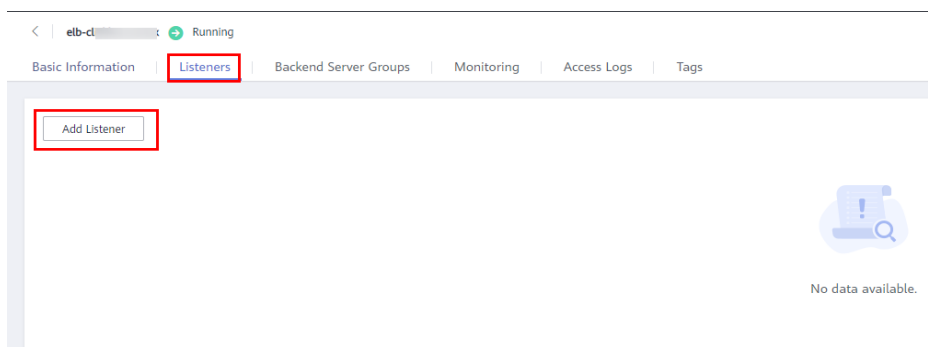 elb-cl Running
Basic Information Listeners Backend Server Groups Monitoring Access Logs Tags
Add Listener
No data available.